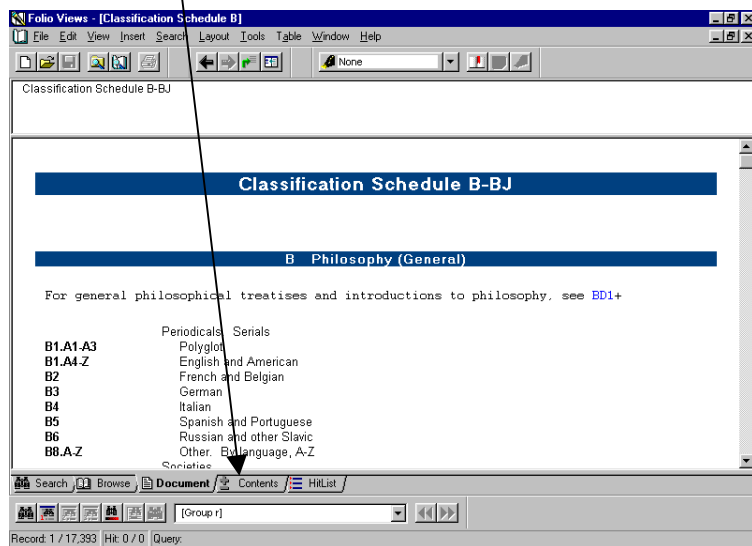 Folio Views - [Classification Schedule B]
File Edit View Insert Search Layout Tools Table Window Help
None
Classification Schedule B-BJ
Classification Schedule B-BJ
B Philosophy (General)
For general philosophical treatises and introductions to philosophy, see BD1+
Periodicals. Serials
B1.A1-A3 Polyglot
B1.A4-Z English and American
B2 French and Belgian
B3 German
B4 Italian
B5 Spanish and Portuguese
B6 Russian and other Slavic
B8.A-Z Other. By language, A-Z
Societies
Search Browse Document Contents HitList
[Group r]
Record: 1 / 17,393 Hit: 0 / 0 Query: